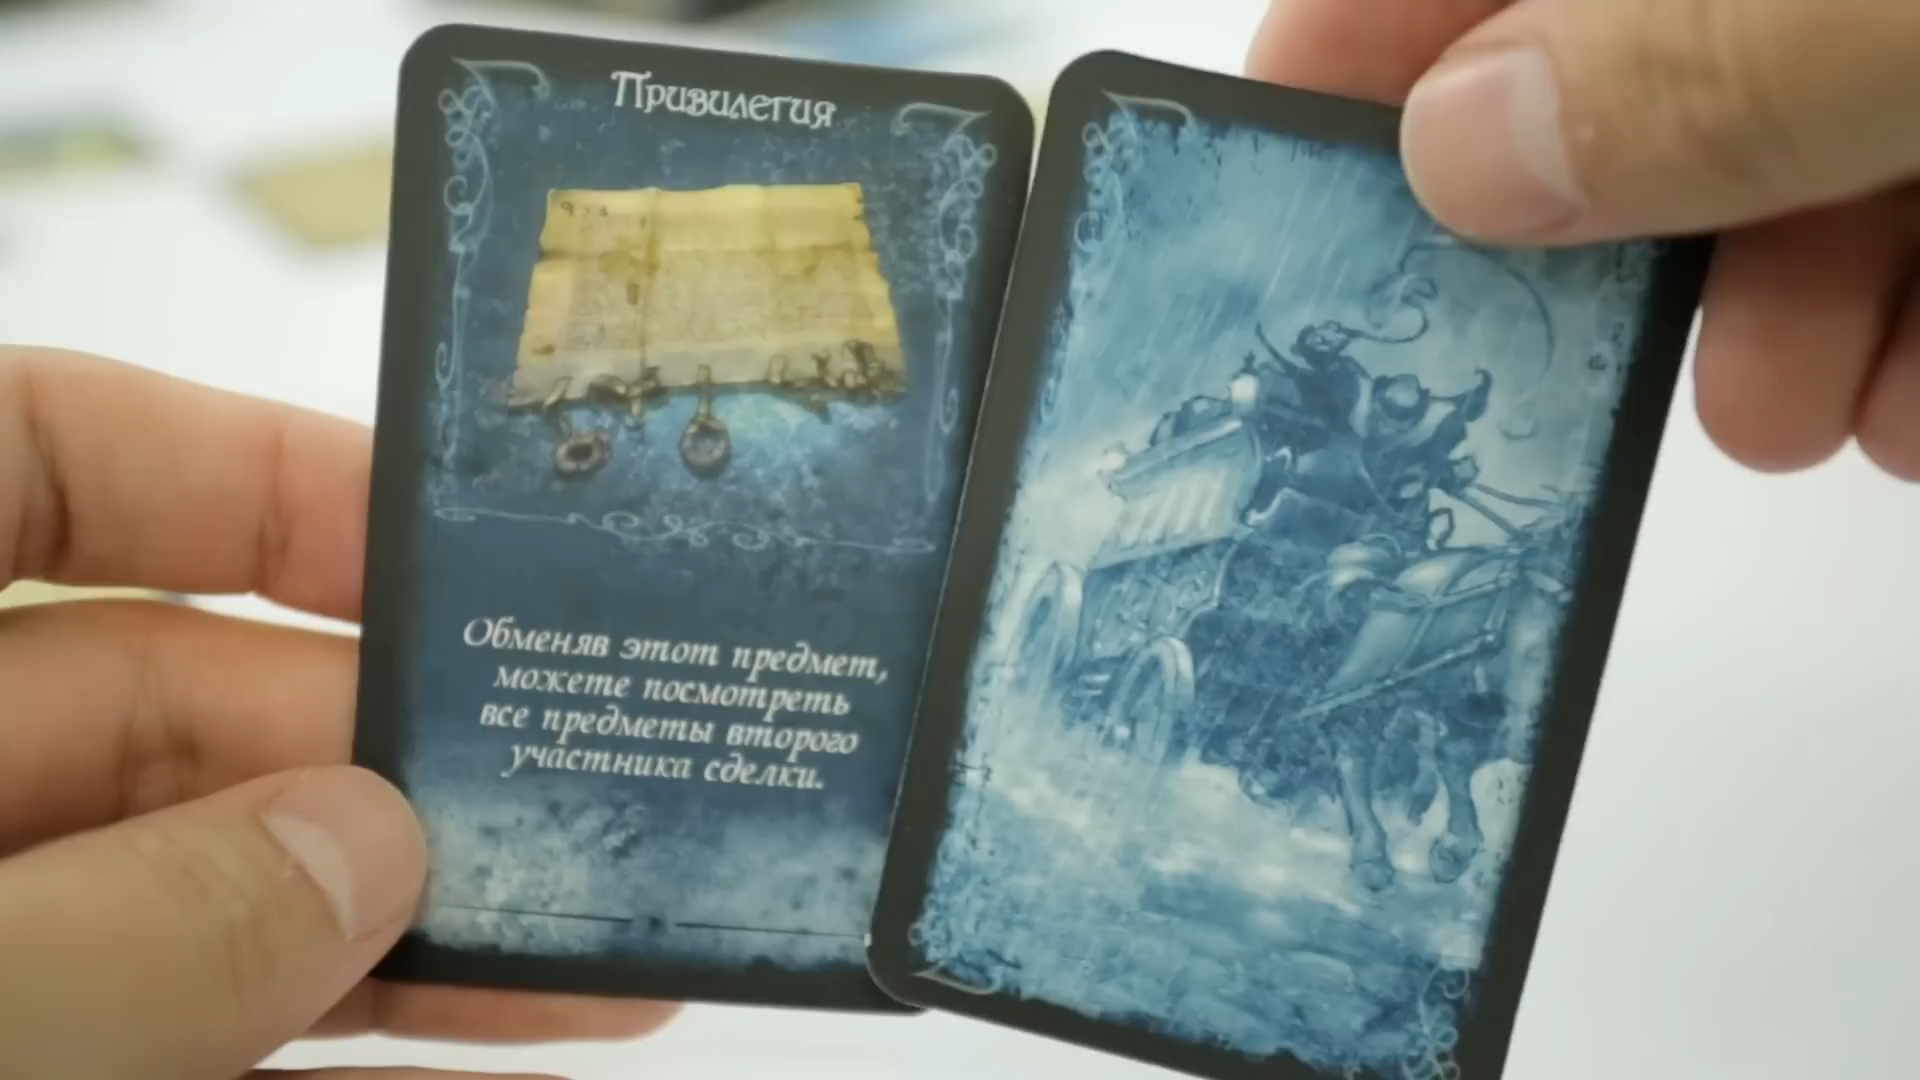 Привилегия
Обменяв этот предмет,
можете посмотреть
все предметы второго
участника сделки.